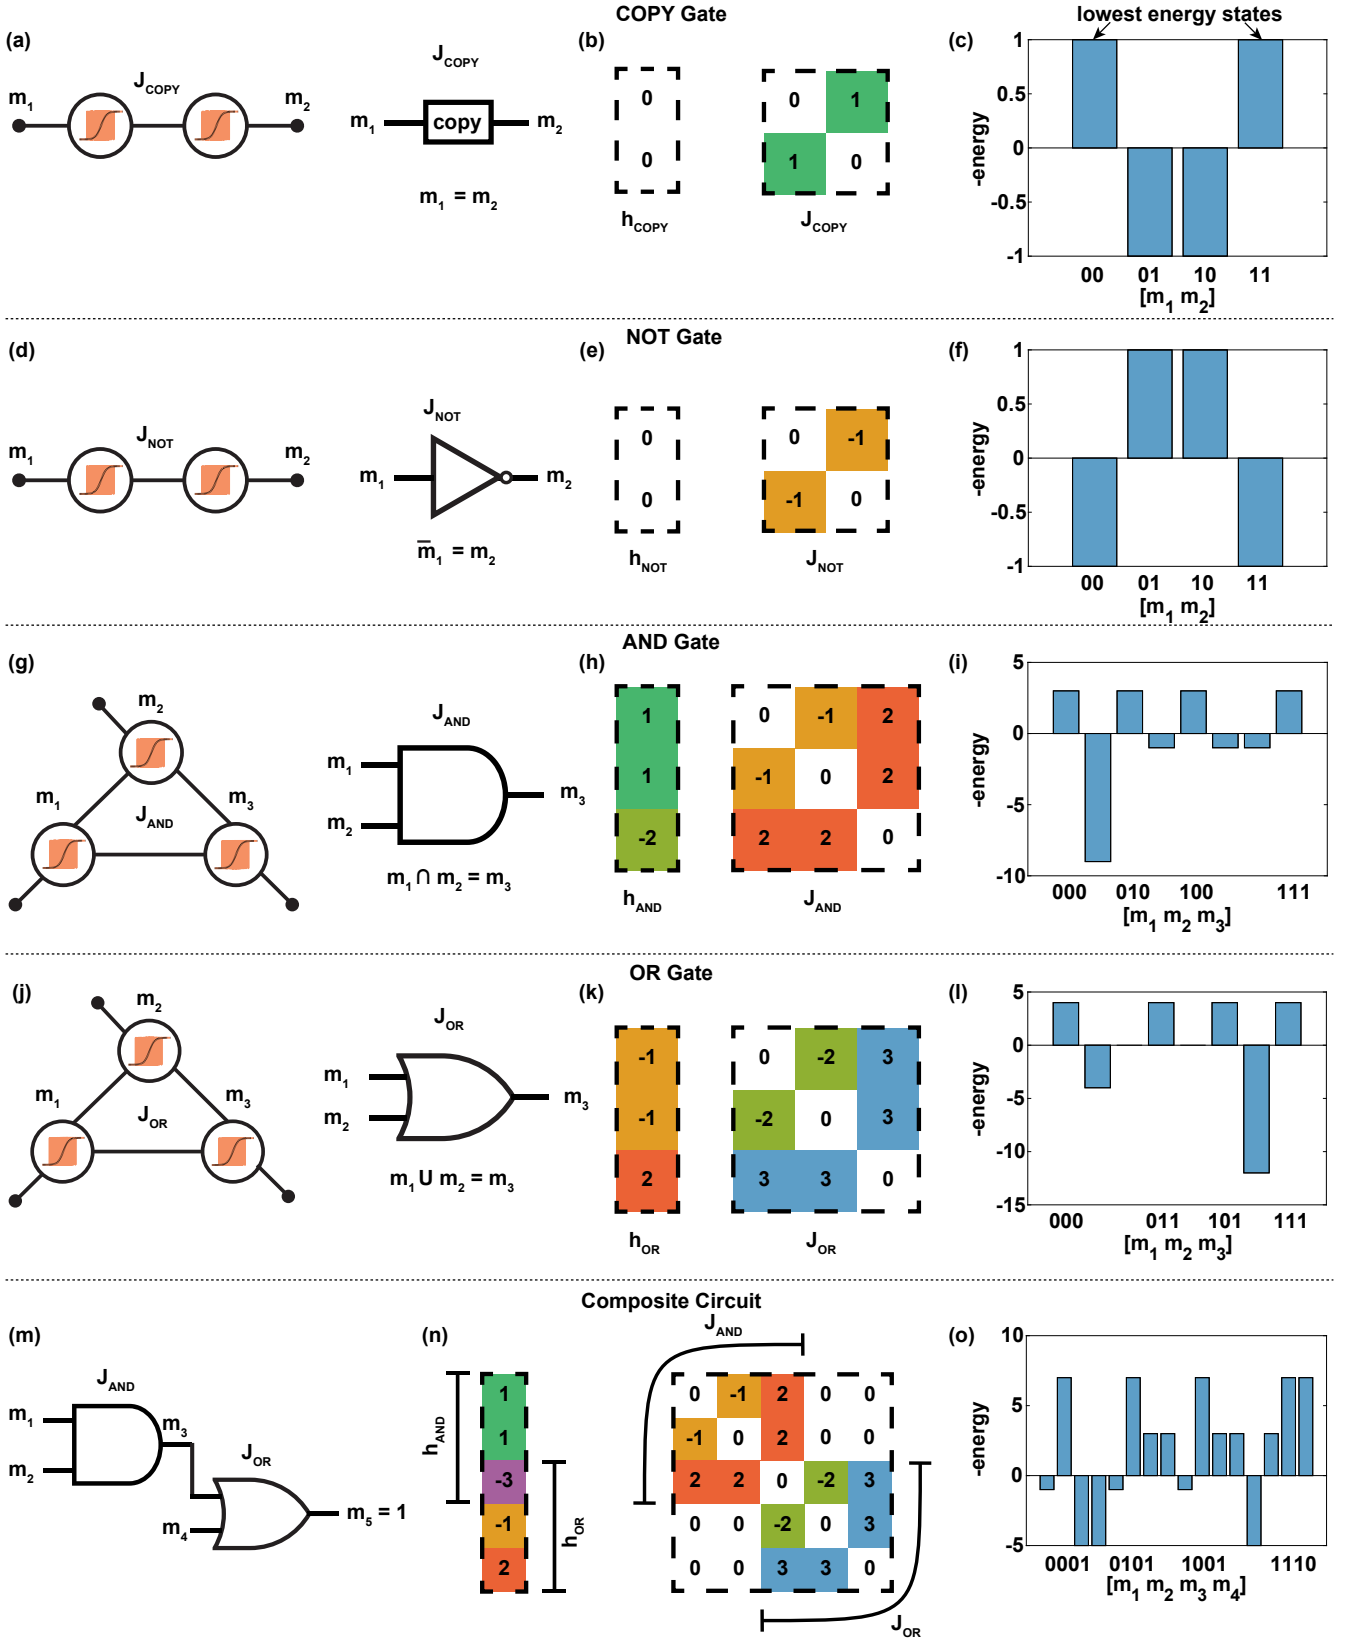 COPY Gate
lowest energy states
(a)
J_COPY
m_1
m_2
J_COPY
m_1
copy
m_2
m_1 = m_2
(b)
0
0
h_COPY
0 1
1 0
J_COPY
(c)
-energy
1
0.5
0
-0.5
-1
00 01 10 11
[m_1 m_2]
NOT Gate
(d)
J_NOT
m_1
m_2
J_NOT
m_1
m_2
m̅_1 = m_2
(e)
0
0
h_NOT
0 -1
-1 0
J_NOT
(f)
-energy
1
0.5
0
-0.5
-1
00 01 10 11
[m_1 m_2]
AND Gate
(g)
m_2
m_1
m_3
J_AND
J_AND
m_1
m_2
m_3
m_1 ∩ m_2 = m_3
(h)
1
1
-2
h_AND
0 -1 2
-1 0 2
2 2 0
J_AND
(i)
-energy
5
0
-5
-10
000 010 100 111
[m_1 m_2 m_3]
OR Gate
(j)
m_2
m_1
m_3
J_OR
J_OR
m_1
m_2
m_3
m_1 U m_2 = m_3
(k)
-1
-1
2
h_OR
0 -2 3
-2 0 3
3 3 0
J_OR
(l)
-energy
5
0
-5
-10
-15
000 011 101 111
[m_1 m_2 m_3]
Composite Circuit
(m)
J_AND
m_1
m_2
m_3
J_OR
m_4
m_5 = 1
(n)
h_AND
1
1
-3
-1
2
h_OR
J_AND
0 -1 2 0 0
-1 0 2 0 0
2 2 0 -2 3
0 0 -2 0 3
0 0 3 3 0
J_OR
(o)
-energy
10
5
0
-5
0001 0101 1001 1110
[m_1 m_2 m_3 m_4]